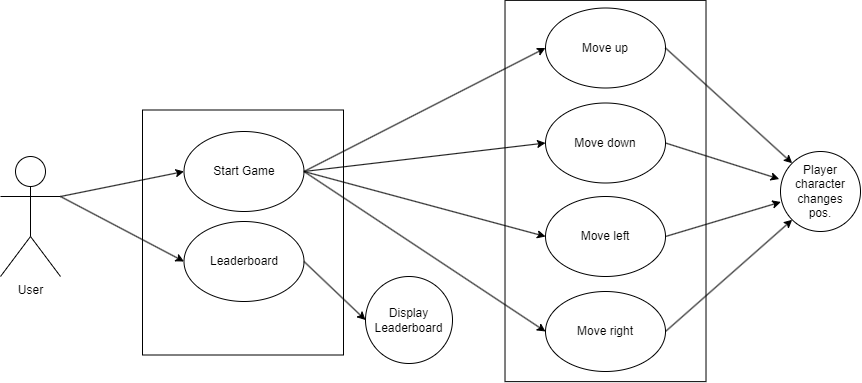 User
Start Game
Leaderboard
Display
Leaderboard
Move up
Move down
Move left
Move right
Player
character
changes
pos.